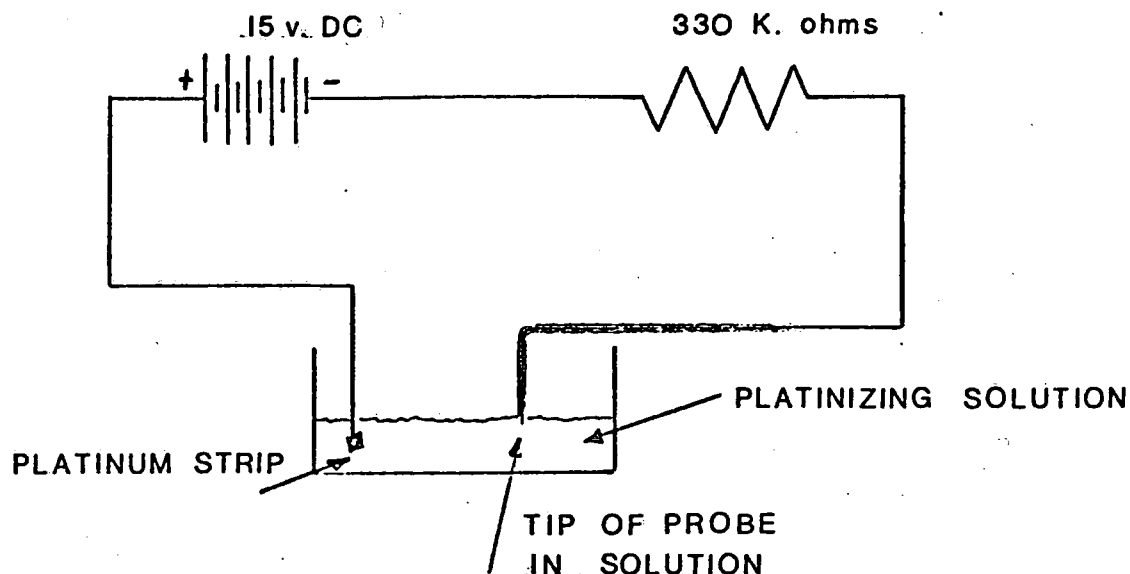 15 v. DC
330 K. ohms
+ -
PLATINIZING SOLUTION
PLATINUM STRIP
TIP OF PROBE
IN SOLUTION